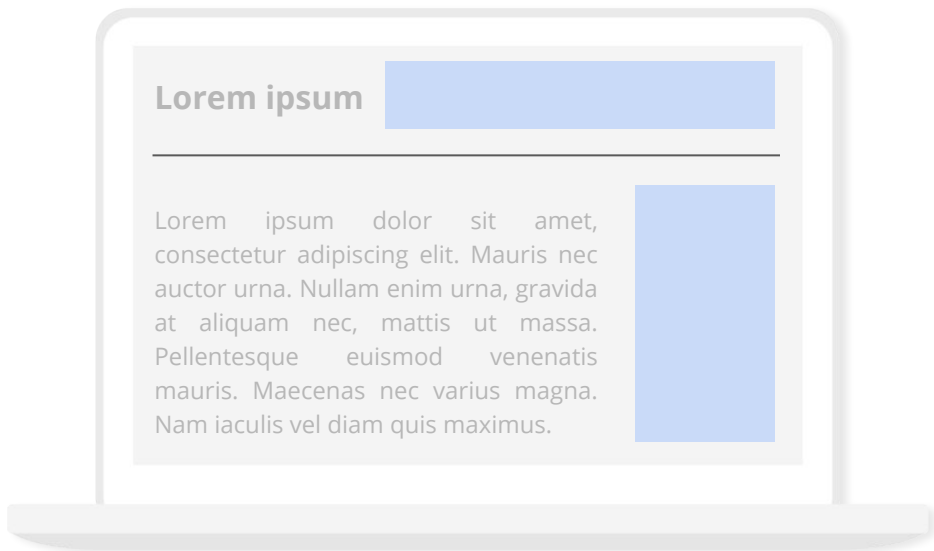 Lorem ipsum
Lorem ipsum dolor sit amet,
consectetur adipiscing elit. Mauris nec
auctor urna. Nullam enim urna, gravida
at aliquam nec, mattis ut massa.
Pellentesque euismod venenatis
mauris. Maecenas nec varius magna.
Nam iaculis vel diam quis maximus.